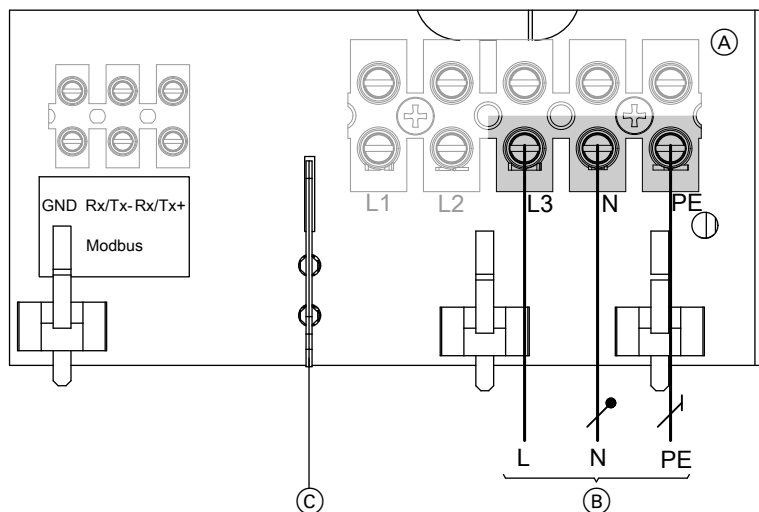 A
L1 L2 L3 N PE
GND Rx/Tx- Rx/Tx+
Modbus
L N PE
C B